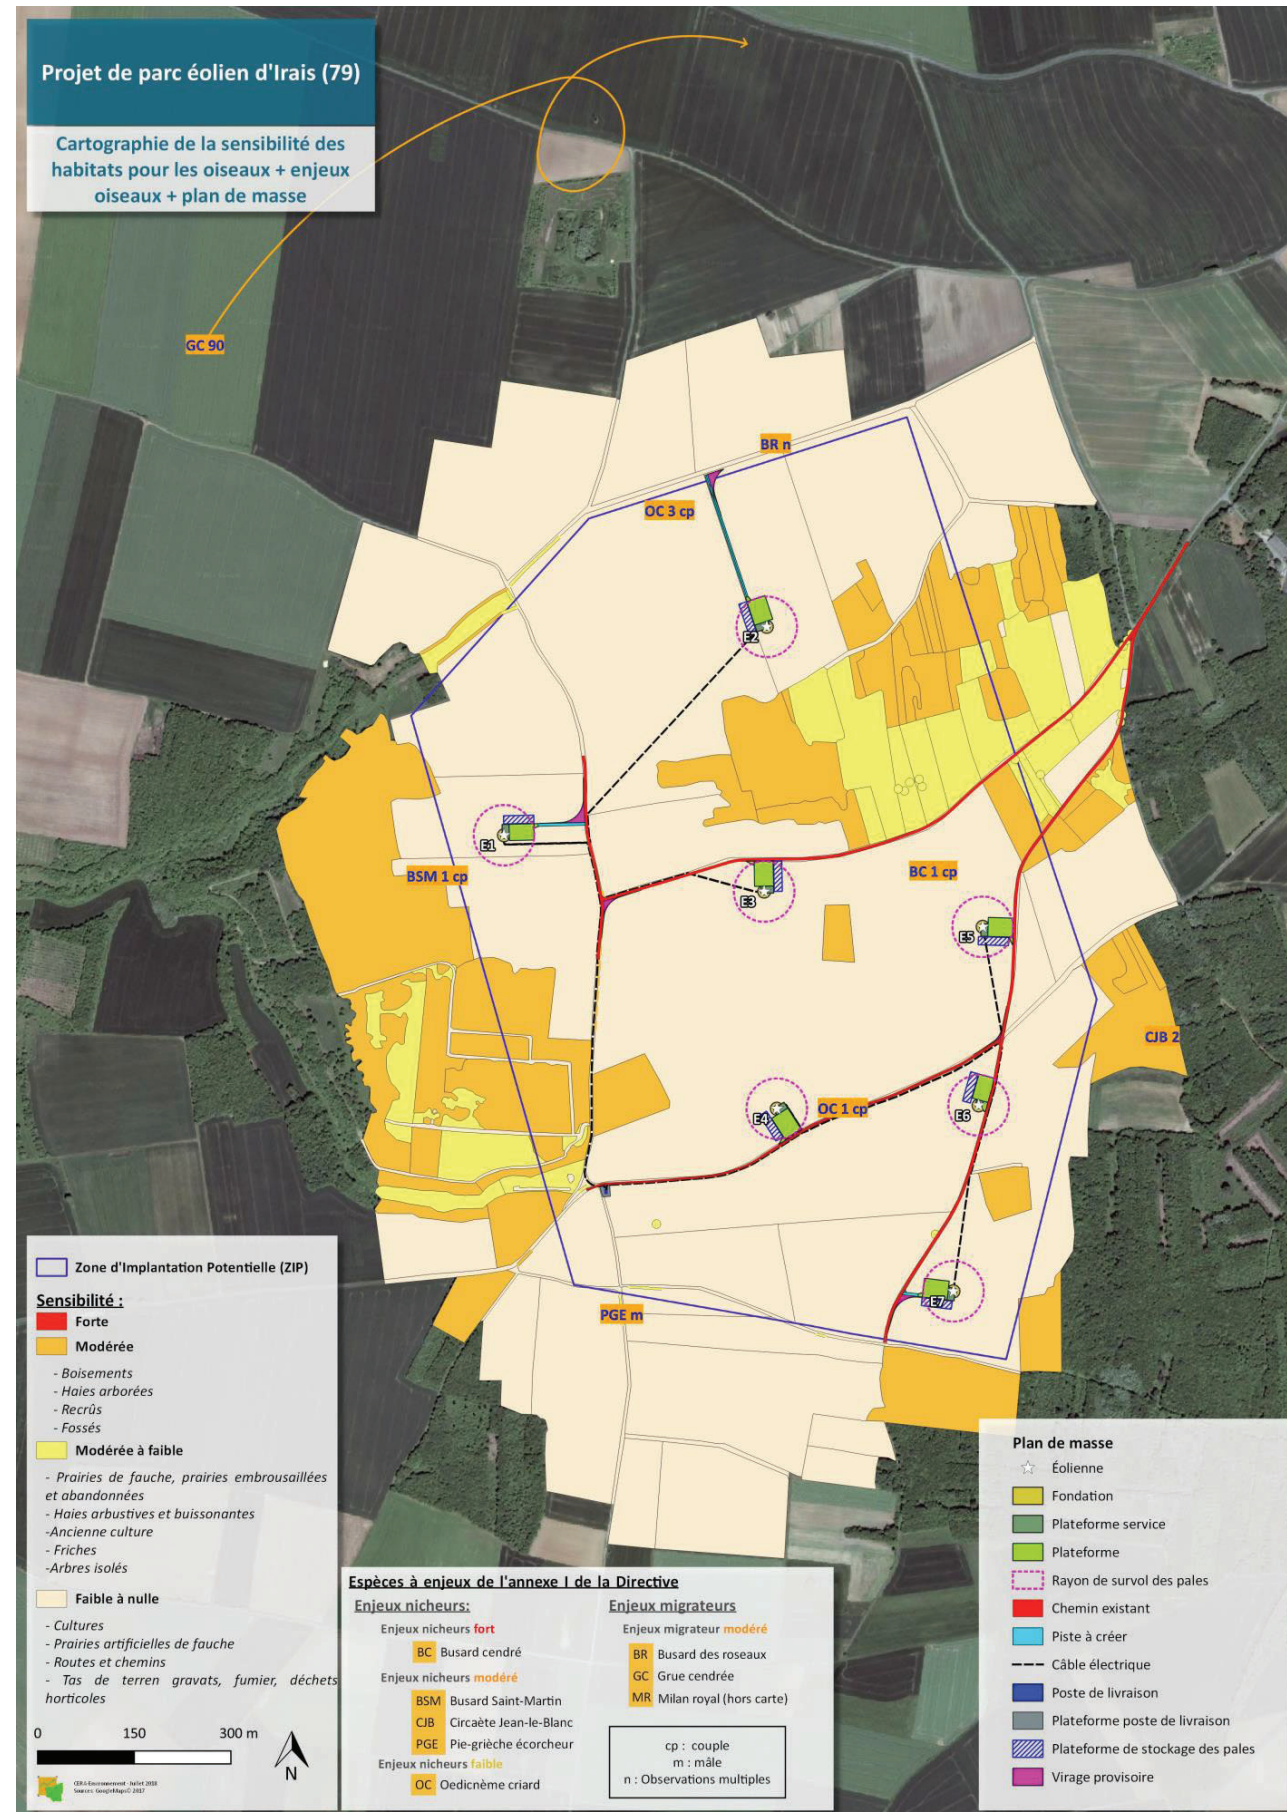 Projet de parc éolien d'Irais (79)
Cartographie de la sensibilité des
habitats pour les oiseaux + enjeux
oiseaux + plan de masse
GC 90
BR n
OC 3 cp
E2
E1
BSM 1 cp
E3
BC 1 cp
E5
CJB 2
E4
OC 1 cp
E6
E7
PGE m
Zone d'Implantation Potentielle (ZIP)
Sensibilité :
Forte
Modérée
- Boisements
- Haies arborées
- Recrûs
- Fossés
Modérée à faible
- Prairies de fauche, prairies embrousaillées
et abandonnées
- Haies arbustives et buissonantes
-Ancienne culture
- Friches
-Arbres isolés
Faible à nulle
- Cultures
- Prairies artificielles de fauche
- Routes et chemins
- Tas de terren gravats, fumier, déchets
horticoles
0 150 300 m
N
CERA-Environnement - Juillet 2018
Sources: GoogleMaps© 2017
Espèces à enjeux de l'annexe I de la Directive
Enjeux nicheurs:
Enjeux nicheurs fort
BC Busard cendré
Enjeux nicheurs modéré
BSM Busard Saint-Martin
CJB Circaète Jean-le-Blanc
PGE Pie-grièche écorcheur
Enjeux nicheurs faible
OC Oedicnème criard
Enjeux migrateurs
Enjeux migrateur modéré
BR Busard des roseaux
GC Grue cendrée
MR Milan royal (hors carte)
cp : couple
m : mâle
n : Observations multiples
Plan de masse
Éolienne
Fondation
Plateforme service
Plateforme
Rayon de survol des pales
Chemin existant
Piste à créer
Câble électrique
Poste de livraison
Plateforme poste de livraison
Plateforme de stockage des pales
Virage provisoire